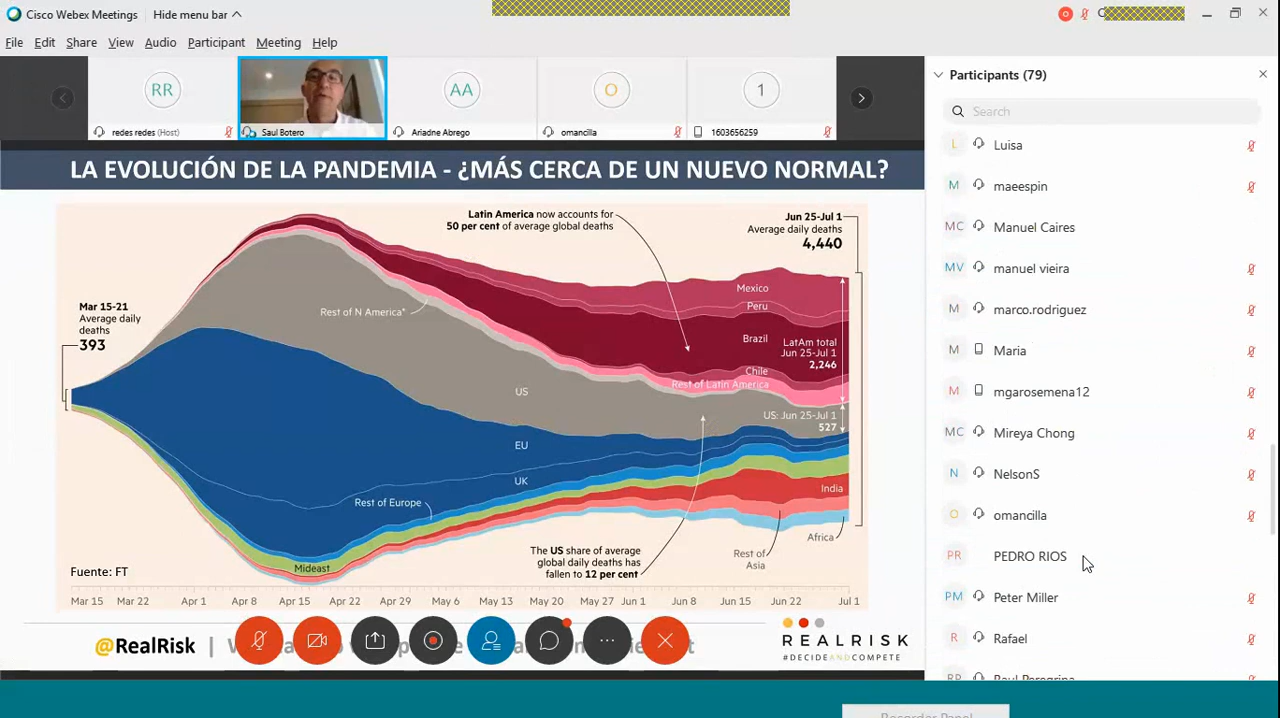 Cisco Webex Meetings
Hide menu bar
File Edit Share View Audio Participant Meeting Help
RR
AA
O
1
redes redes (Host)
Saul Botero
Ariadne Abrego
omancilla
1603656259
LA EVOLUCIÓN DE LA PANDEMIA - ¿MÁS CERCA DE UN NUEVO NORMAL?
Latin America now accounts for
50 per cent of average global deaths
Jun 25-Jul 1
Average daily
deaths
4,440
Mar 15-21
Average daily
deaths
393
Rest of N America*
Mexico
Peru
Brazil
LatAm total
Jun 25-Jul 1
2,246
Chile
Rest of Latin America
US
US: Jun 25-Jul 1
527
EU
UK
Rest of Europe
India
Mideast
Africa
Rest of
Asia
The US share of average
global daily deaths has
fallen to 12 per cent
Fuente: FT
Mar 15 Mar 22 Apr 1 Apr 8 Apr 15 Apr 22 Apr 29 May 6 May 13 May 20 May 27 Jun 1 Jun 8 Jun 15 Jun 22 Jul 1
@RealRisk |
REALRISK
#DECIDEANDCOMPETE
Participants (79)
Search
L Luisa
M maeespin
MC Manuel Caires
MV manuel vieira
M marco.rodriguez
M Maria
M mgarosemena12
MC Mireya Chong
N NelsonS
O omancilla
PR PEDRO RIOS
PM Peter Miller
R Rafael
RP Raul Peregrina
Recorder Panel